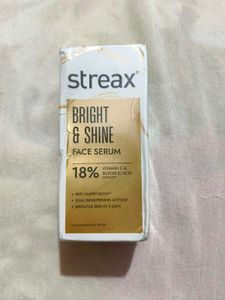 streax
BRIGHT
& SHINE
FACE SERUM
18% VITAMIN C &
GLYCOLIC ACID
• RED CARPET GLOW*
• DUAL BRIGHTENING ACTIVES*
• BRIGHTER SKIN IN 3 DAYS